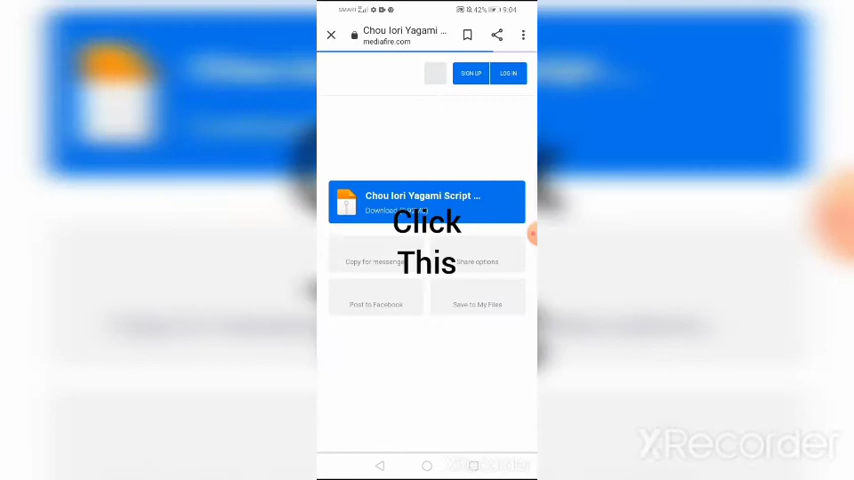 SMART
42%
9:04
Chou Iori Yagami ...
mediafire.com
SIGN UP
LOG IN
Chou Iori Yagami Script ...
Download
Click
This
Copy for messenger
Share options
Post to Facebook
Save to My Files
XRecorder
XRecorder